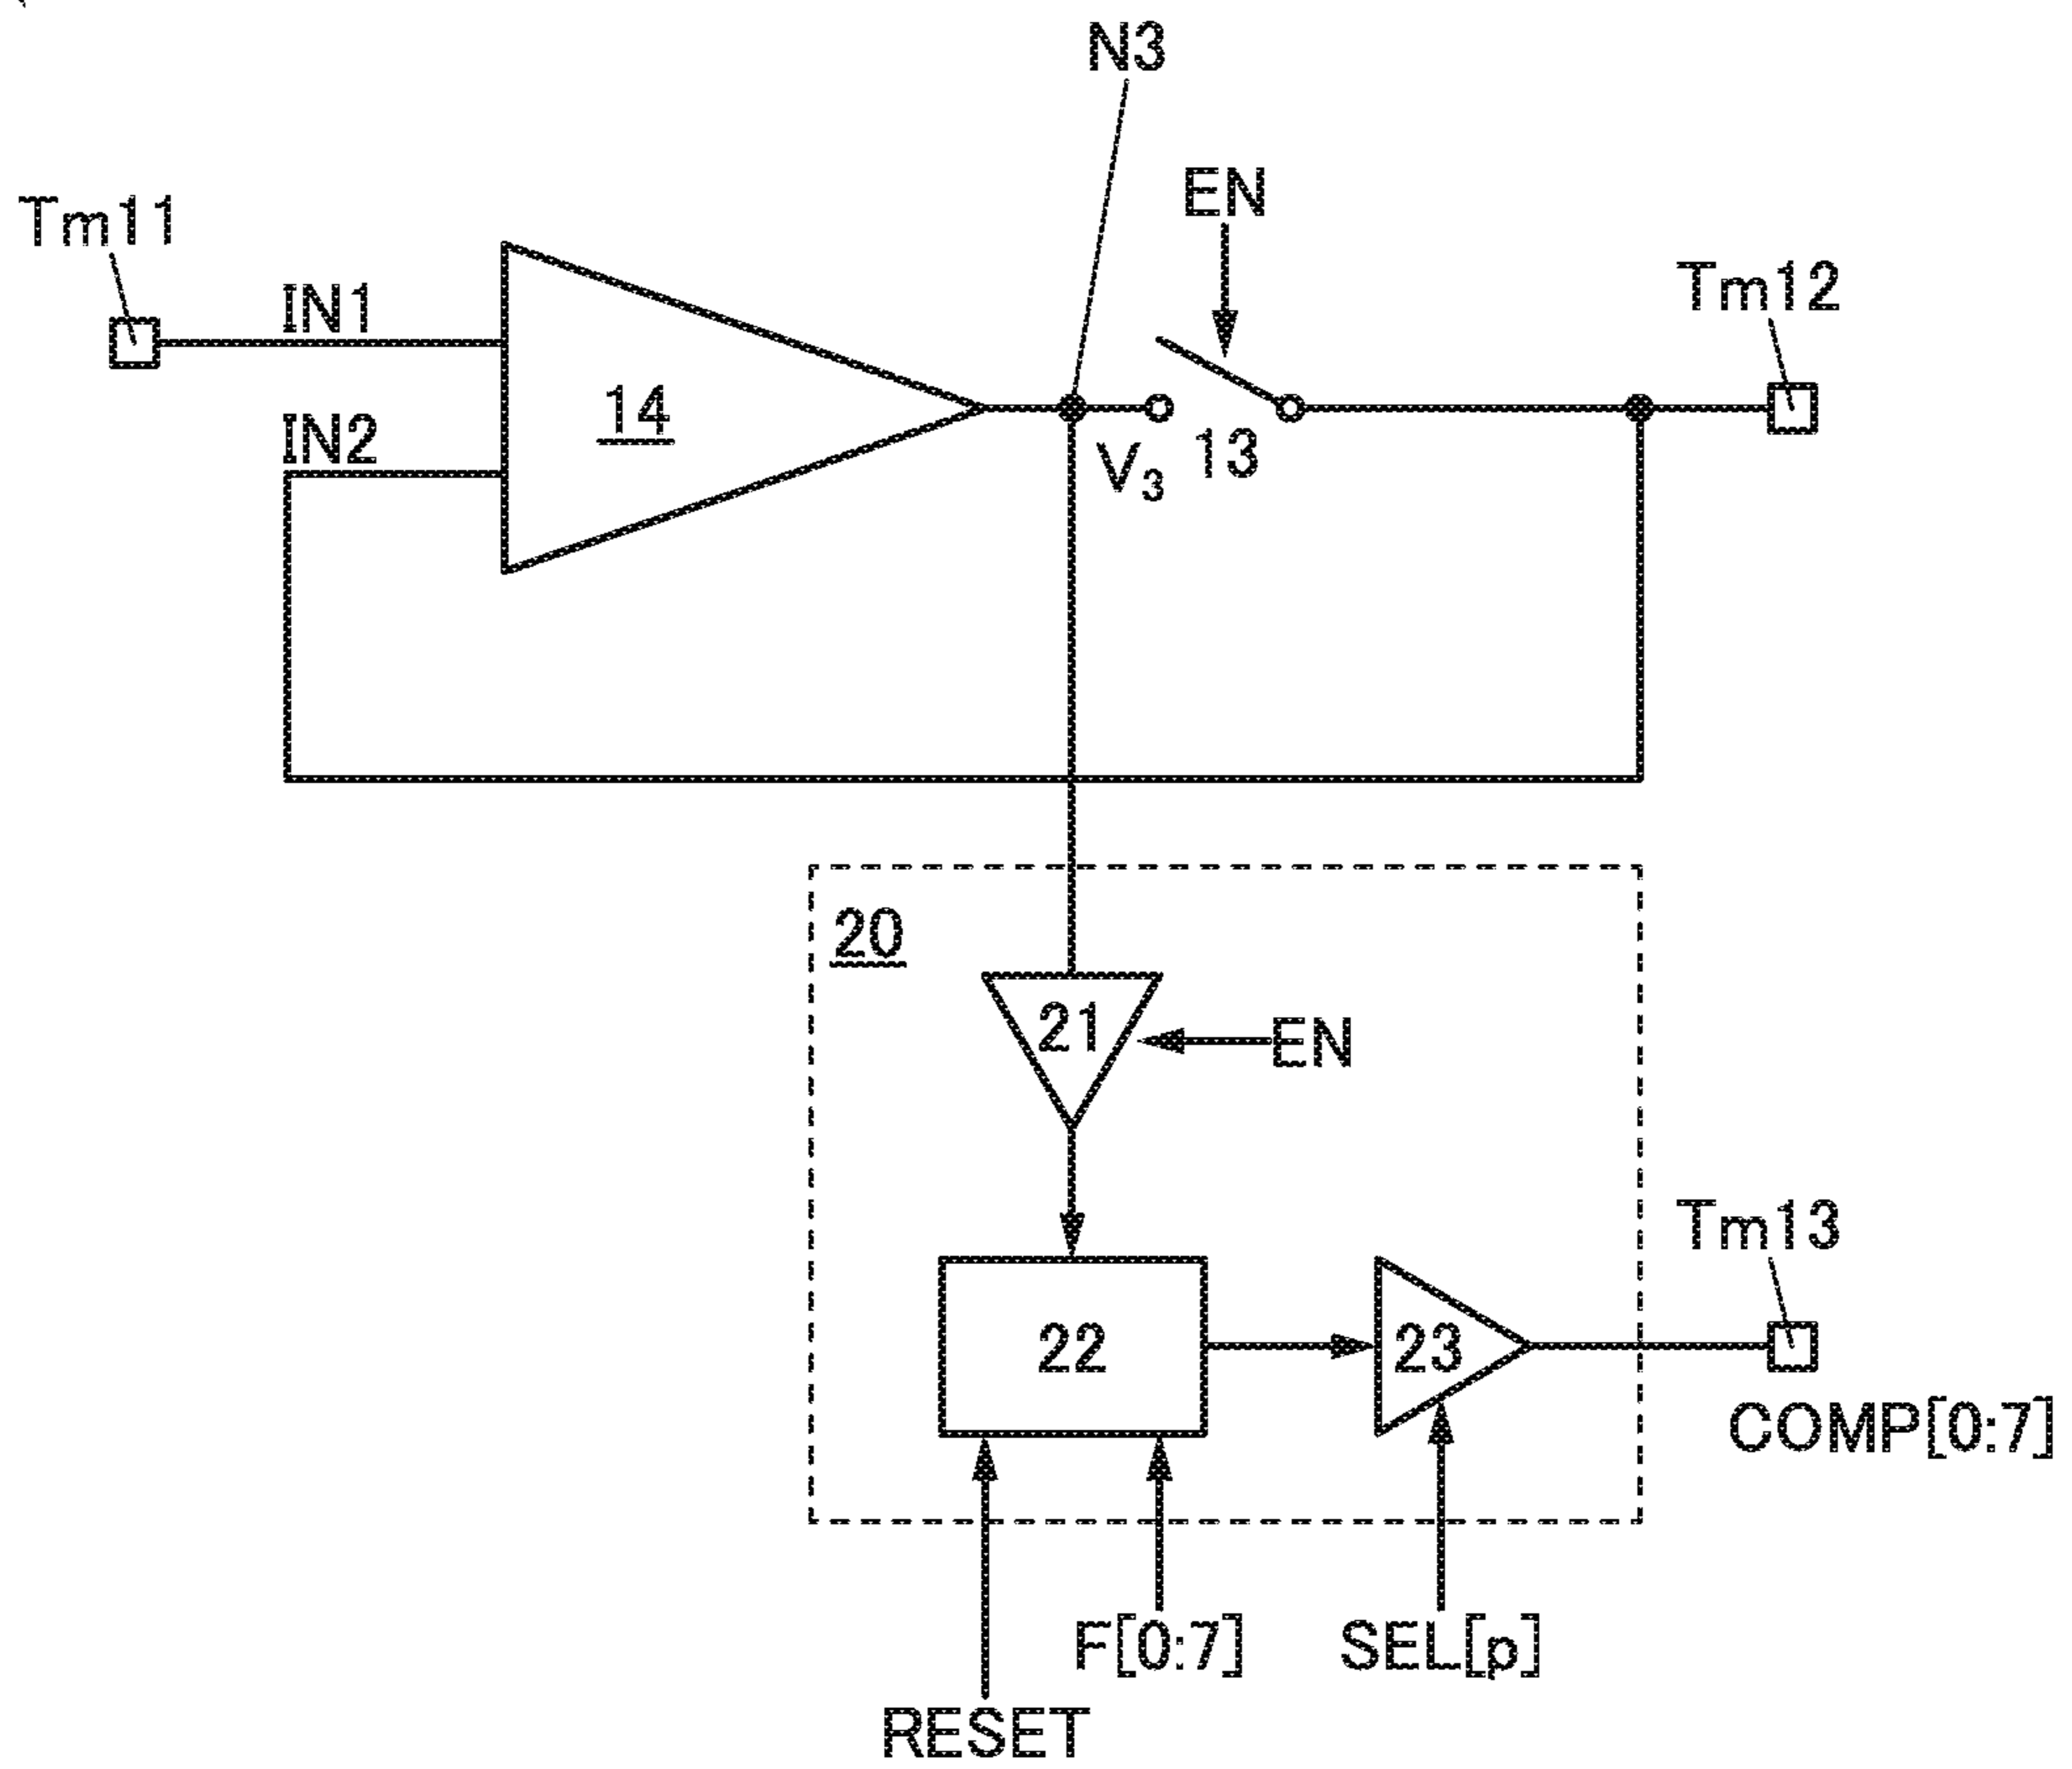 N3
EN
Tm11
Tm12
IN1
14
IN2
V3
13
20
21
EN
Tm13
22
23
COMP[0:7]
F[0:7]
SEL[p]
RESET